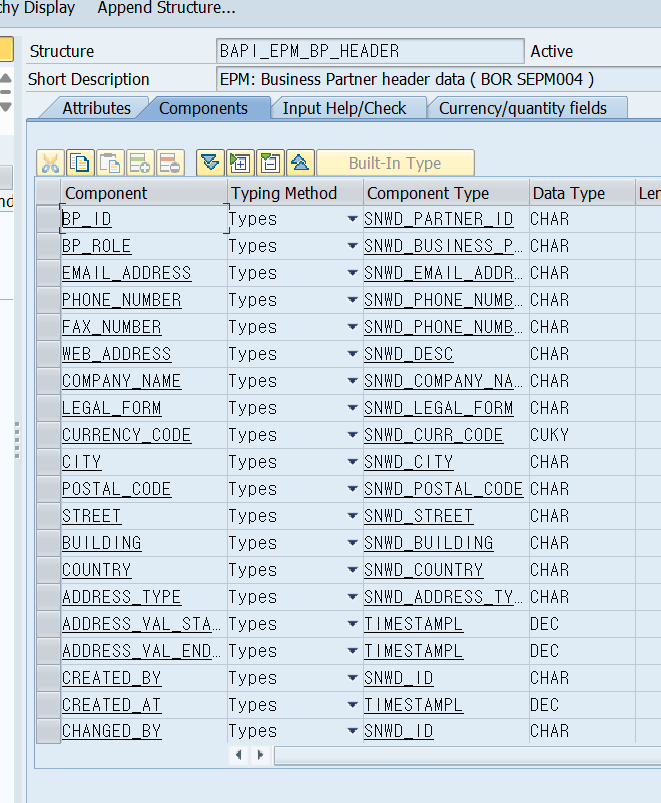 chy Display Append Structure...
Structure BAPI_EPM_BP_HEADER Active
Short Description EPM: Business Partner header data ( BOR SEPM004 )
Attributes Components Input Help/Check Currency/quantity fields
Built-In Type
Component Typing Method Component Type Data Type Len
BP_ID Types SNWD_PARTNER_ID CHAR
BP_ROLE Types SNWD_BUSINESS_P... CHAR
EMAIL_ADDRESS Types SNWD_EMAIL_ADDR... CHAR
PHONE_NUMBER Types SNWD_PHONE_NUMB... CHAR
FAX_NUMBER Types SNWD_PHONE_NUMB... CHAR
WEB_ADDRESS Types SNWD_DESC CHAR
COMPANY_NAME Types SNWD_COMPANY_NA... CHAR
LEGAL_FORM Types SNWD_LEGAL_FORM CHAR
CURRENCY_CODE Types SNWD_CURR_CODE CUKY
CITY Types SNWD_CITY CHAR
POSTAL_CODE Types SNWD_POSTAL_CODE CHAR
STREET Types SNWD_STREET CHAR
BUILDING Types SNWD_BUILDING CHAR
COUNTRY Types SNWD_COUNTRY CHAR
ADDRESS_TYPE Types SNWD_ADDRESS_TY... CHAR
ADDRESS_VAL_STA... Types TIMESTAMPL DEC
ADDRESS_VAL_END... Types TIMESTAMPL DEC
CREATED_BY Types SNWD_ID CHAR
CREATED_AT Types TIMESTAMPL DEC
CHANGED_BY Types SNWD_ID CHAR